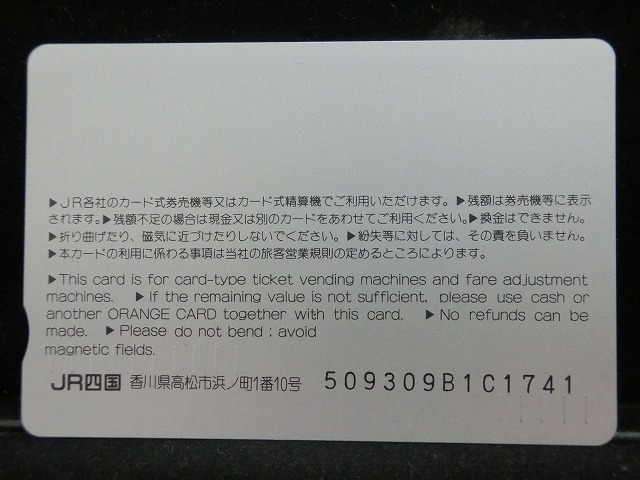 ▶JR各社のカード式券売機等又はカード式精算機でご利用いただけます。▶残額は券売機等に表示
されます。▶残額不足の場合は現金又は別のカードをあわせてご利用ください。▶換金はできません。
▶折り曲げたり、磁気に近づけたりしないでください。▶紛失等に対しては、その責を負いません。
▶本カードの利用に係わる事項は当社の旅客営業規則の定めるところによります。
▶This card is for card-type ticket vending machines and fare adjustment
machines. ▶If the remaining value is not sufficient, please use cash or
another ORANGE CARD together with this card. ▶No refunds can be
made. ▶Please do not bend; avoid
magnetic fields.
JR四国 香川県高松市浜ノ町1番10号 509309B1C1741